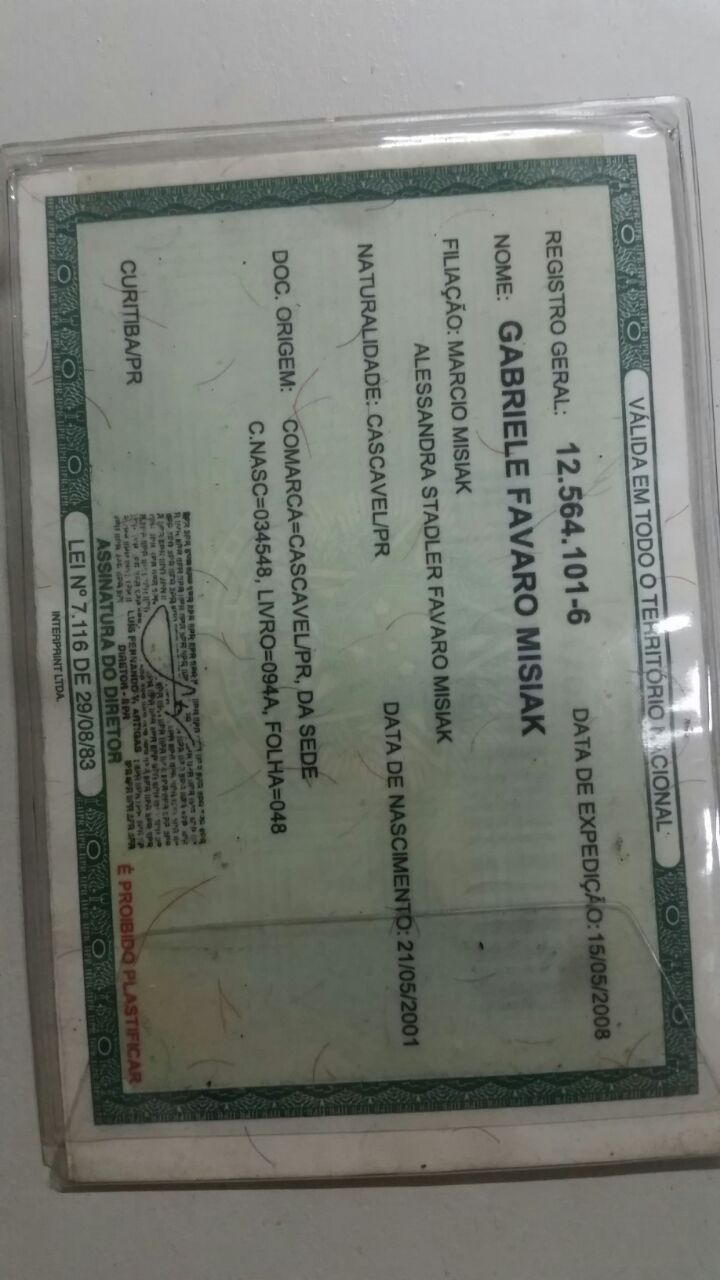 VÁLIDA EM TODO O TERRITÓRIO NACIONAL
REGISTRO GERAL: 12.564.101-6 DATA DE EXPEDIÇÃO: 15/05/2008
NOME: GABRIELE FAVARO MISIAK
FILIAÇÃO: MARCIO MISIAK
ALESSANDRA STADLER FAVARO MISIAK
NATURALIDADE: CASCAVEL/PR DATA DE NASCIMENTO: 21/05/2001
DOC. ORIGEM: COMARCA=CASCAVEL/PR, DA SEDE
C.NASC=034548, LIVRO=094A, FOLHA=048
CURITIBA/PR
LUIS FERNANDO V. ARTIGAS
DIRETOR - IIPR
ASSINATURA DO DIRETOR
É PROIBIDO PLASTIFICAR
LEI Nº 7.116 DE 29/08/83
INTERPRINT LTDA.